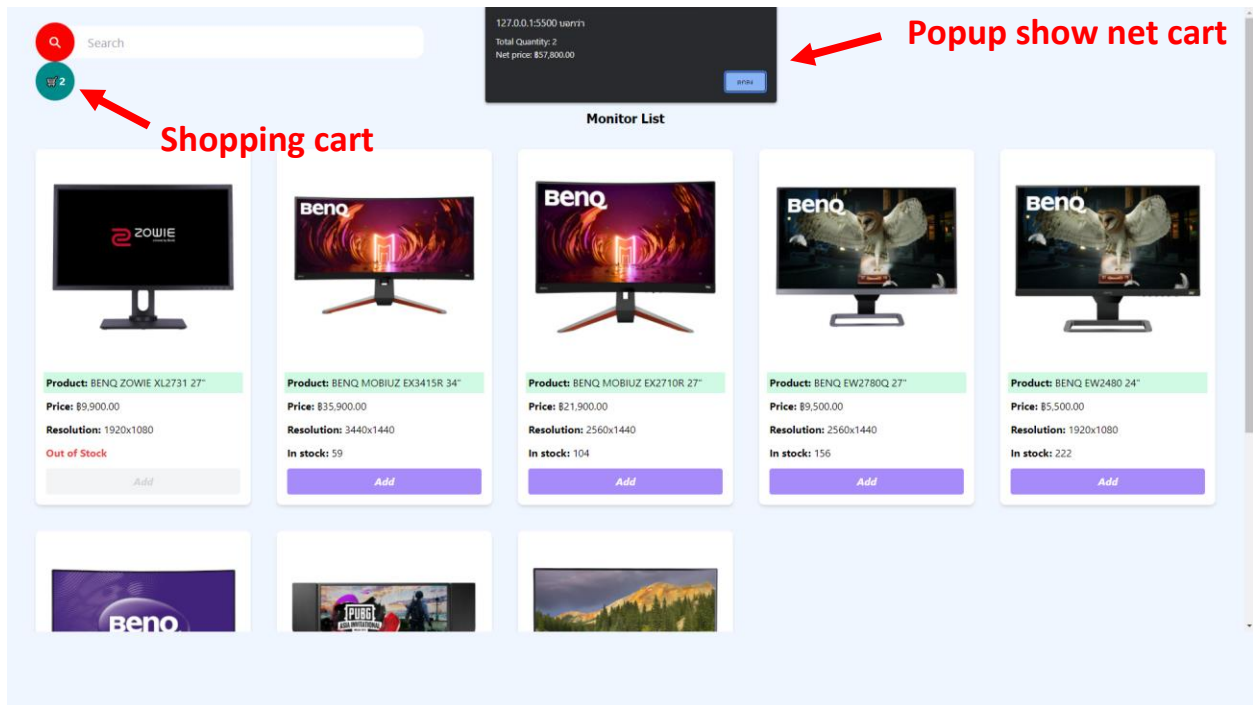 127.0.0.1:5500 บอกว่า
Total Quantity: 2
Net price: ฿57,800.00
ตกลง
Popup show net cart
Search
2
Shopping cart
Monitor List
ZOWIE
BenQ
BenQ
BenQ
BenQ
Product: BENQ ZOWIE XL2731 27"
Price: ฿9,900.00
Resolution: 1920x1080
Out of Stock
Add
Product: BENQ MOBIUZ EX3415R 34"
Price: ฿35,900.00
Resolution: 3440x1440
In stock: 59
Add
Product: BENQ MOBIUZ EX2710R 27"
Price: ฿21,900.00
Resolution: 2560x1440
In stock: 104
Add
Product: BENQ EW2780Q 27"
Price: ฿9,500.00
Resolution: 2560x1440
In stock: 156
Add
Product: BENQ EW2480 24"
Price: ฿5,500.00
Resolution: 1920x1080
In stock: 222
Add
BenQ
PUBG
ASIA INVITATIONAL